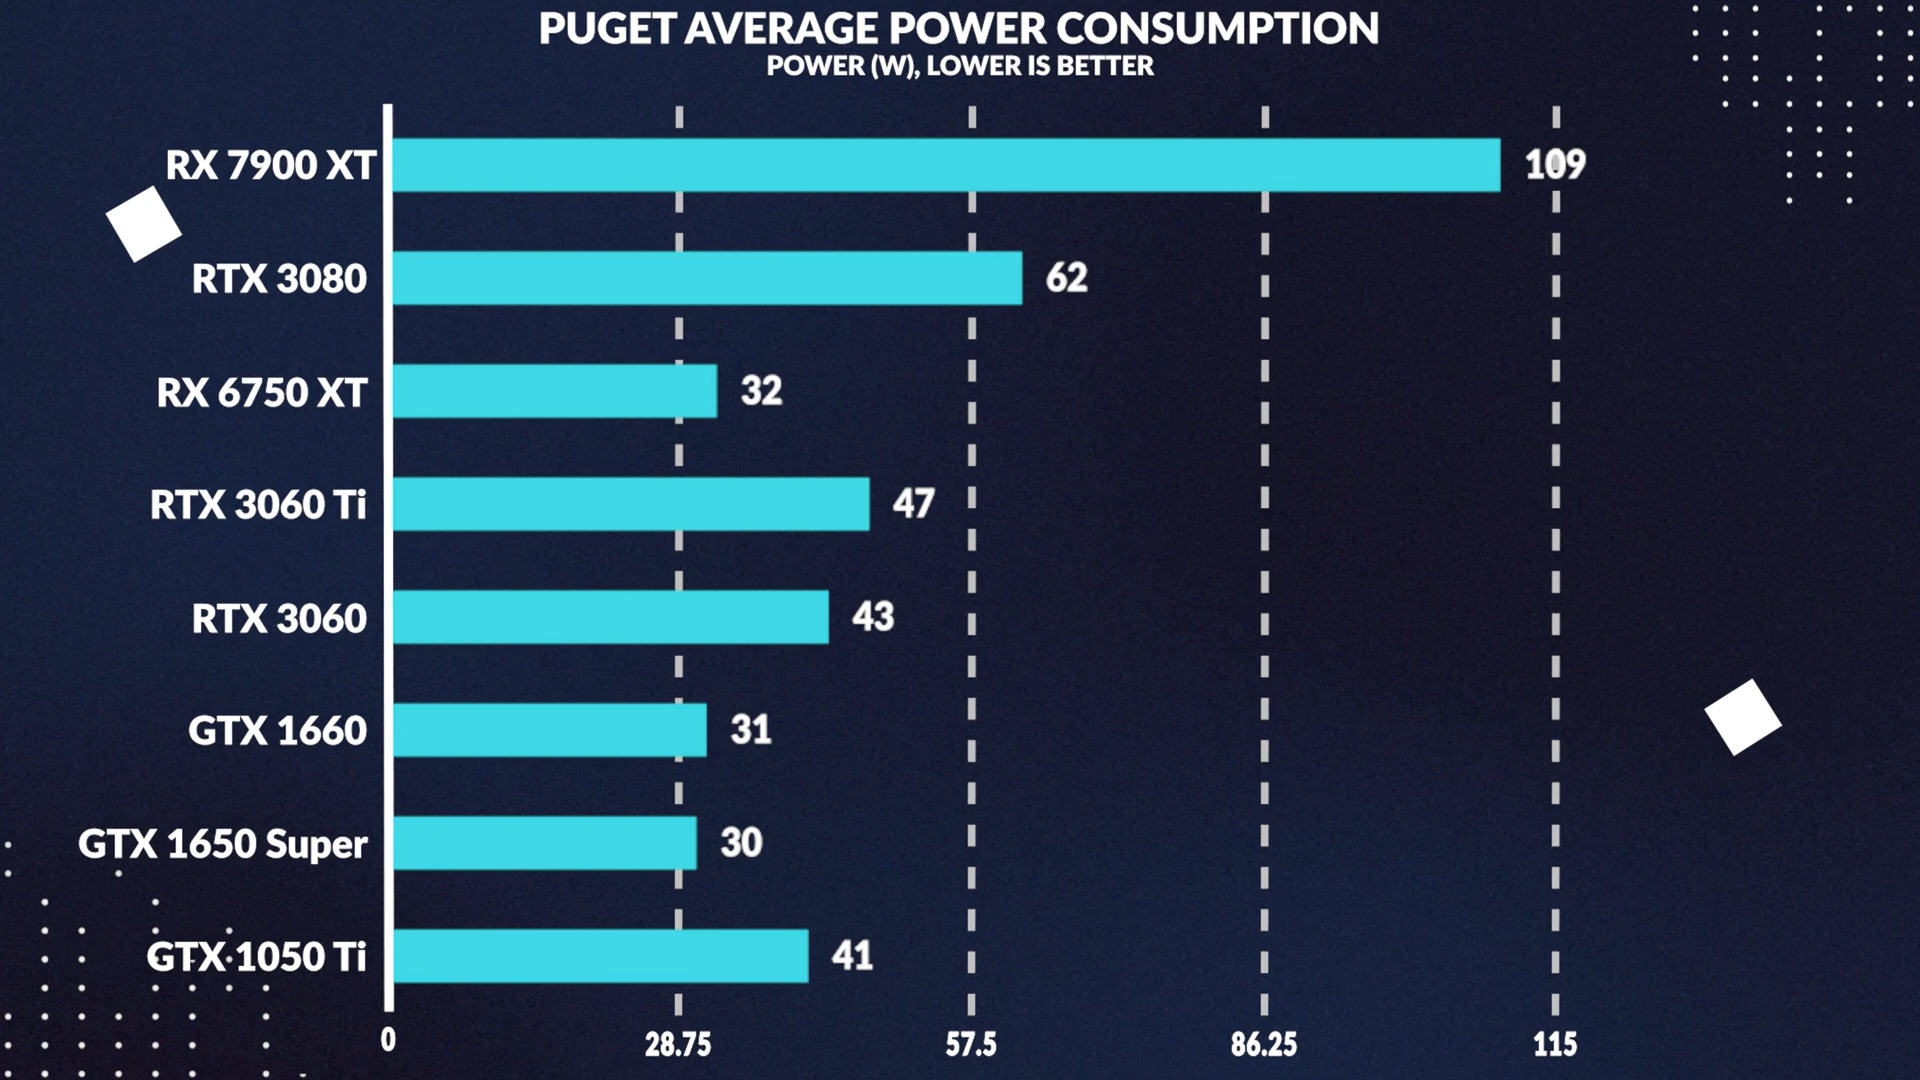 PUGET AVERAGE POWER CONSUMPTION
POWER (W), LOWER IS BETTER
RX 7900 XT 109
RTX 3080 62
RX 6750 XT 32
RTX 3060 Ti 47
RTX 3060 43
GTX 1660 31
GTX 1650 Super 30
GTX 1050 Ti 41
0 28.75 57.5 86.25 115